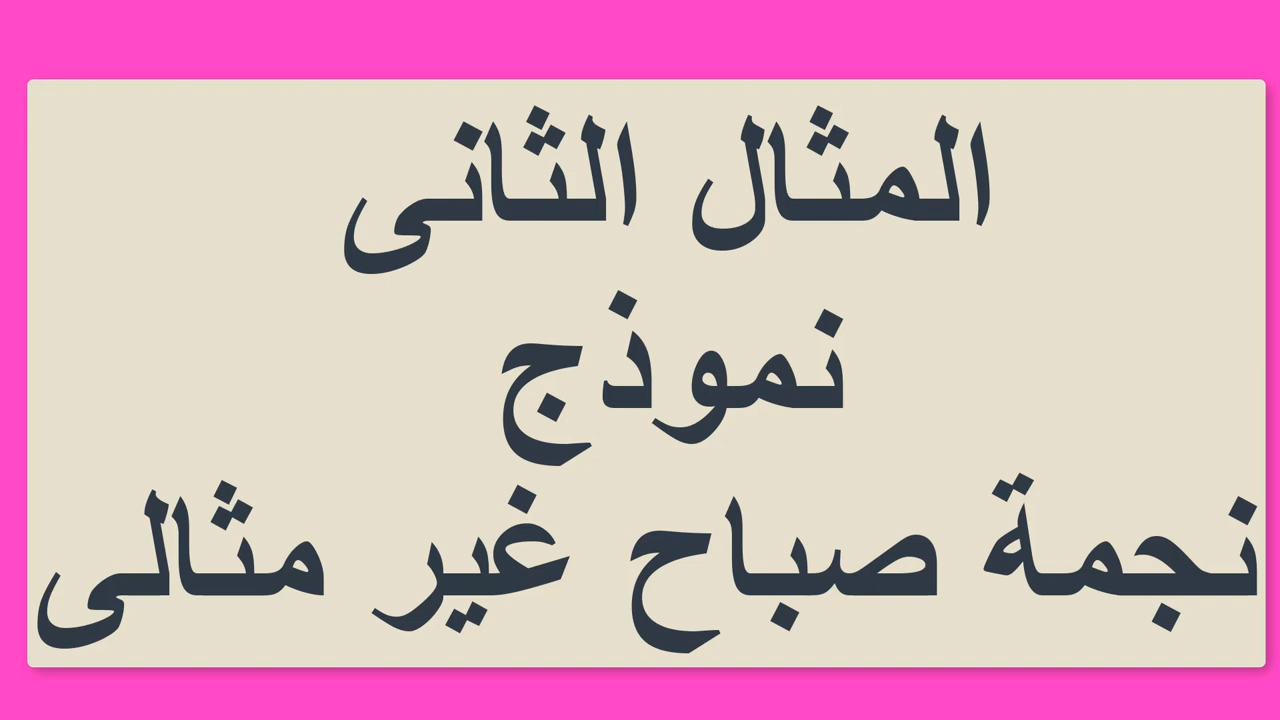 المثال الثانى
نموذج
نجمة صباح غير مثالى